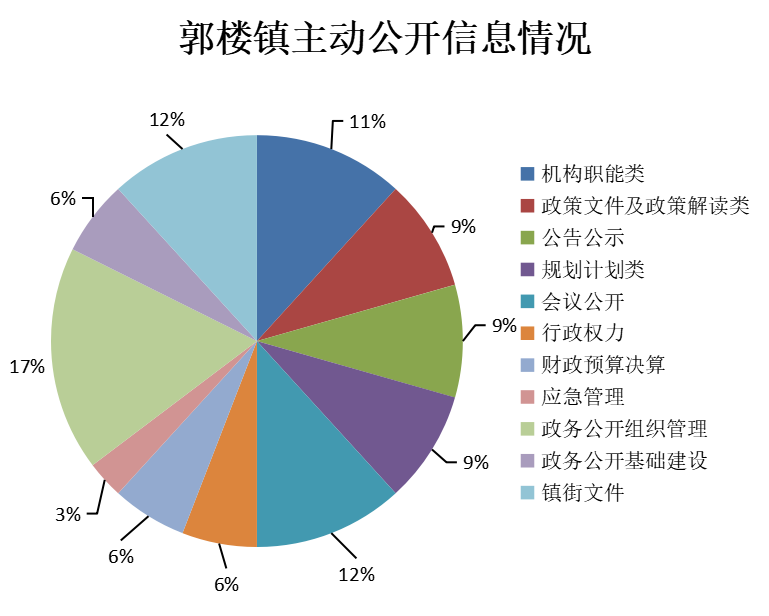 郭楼镇主动公开信息情况
12%
11%
6%
9%
9%
17%
9%
3%
6%
6%
12%
机构职能类
政策文件及政策解读类
公告公示
规划计划类
会议公开
行政权力
财政预算决算
应急管理
政务公开组织管理
政务公开基础建设
镇街文件